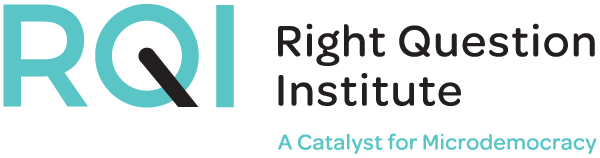 RQI
Right Question
Institute
A Catalyst for Microdemocracy